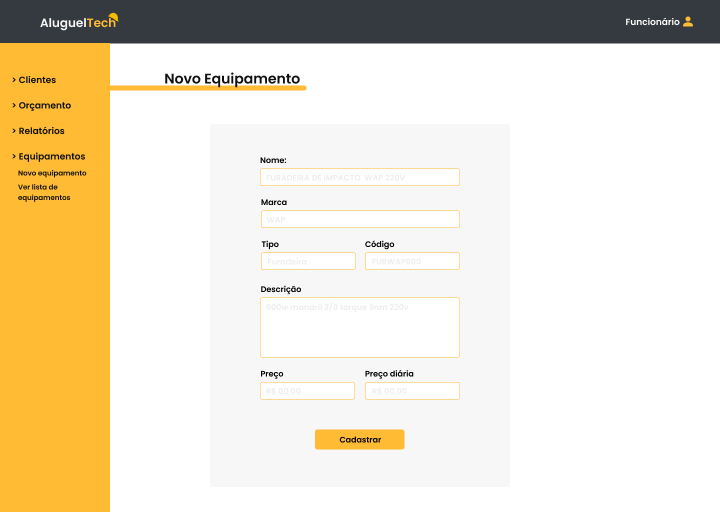 AluguelTech
Funcionário
> Clientes
> Orçamento
> Relatórios
> Equipamentos
Novo equipamento
Ver lista de
equipamentos
Novo Equipamento
Nome:
FURADEIRA DE IMPACTO WAP 220V
Marca
WAP
Tipo
Código
Furadeira
FURWAP600
Descrição
600w mandril 3/8 torque 9nm 220v
Preço
Preço diária
R$ 00,00
R$ 00,00
Cadastrar